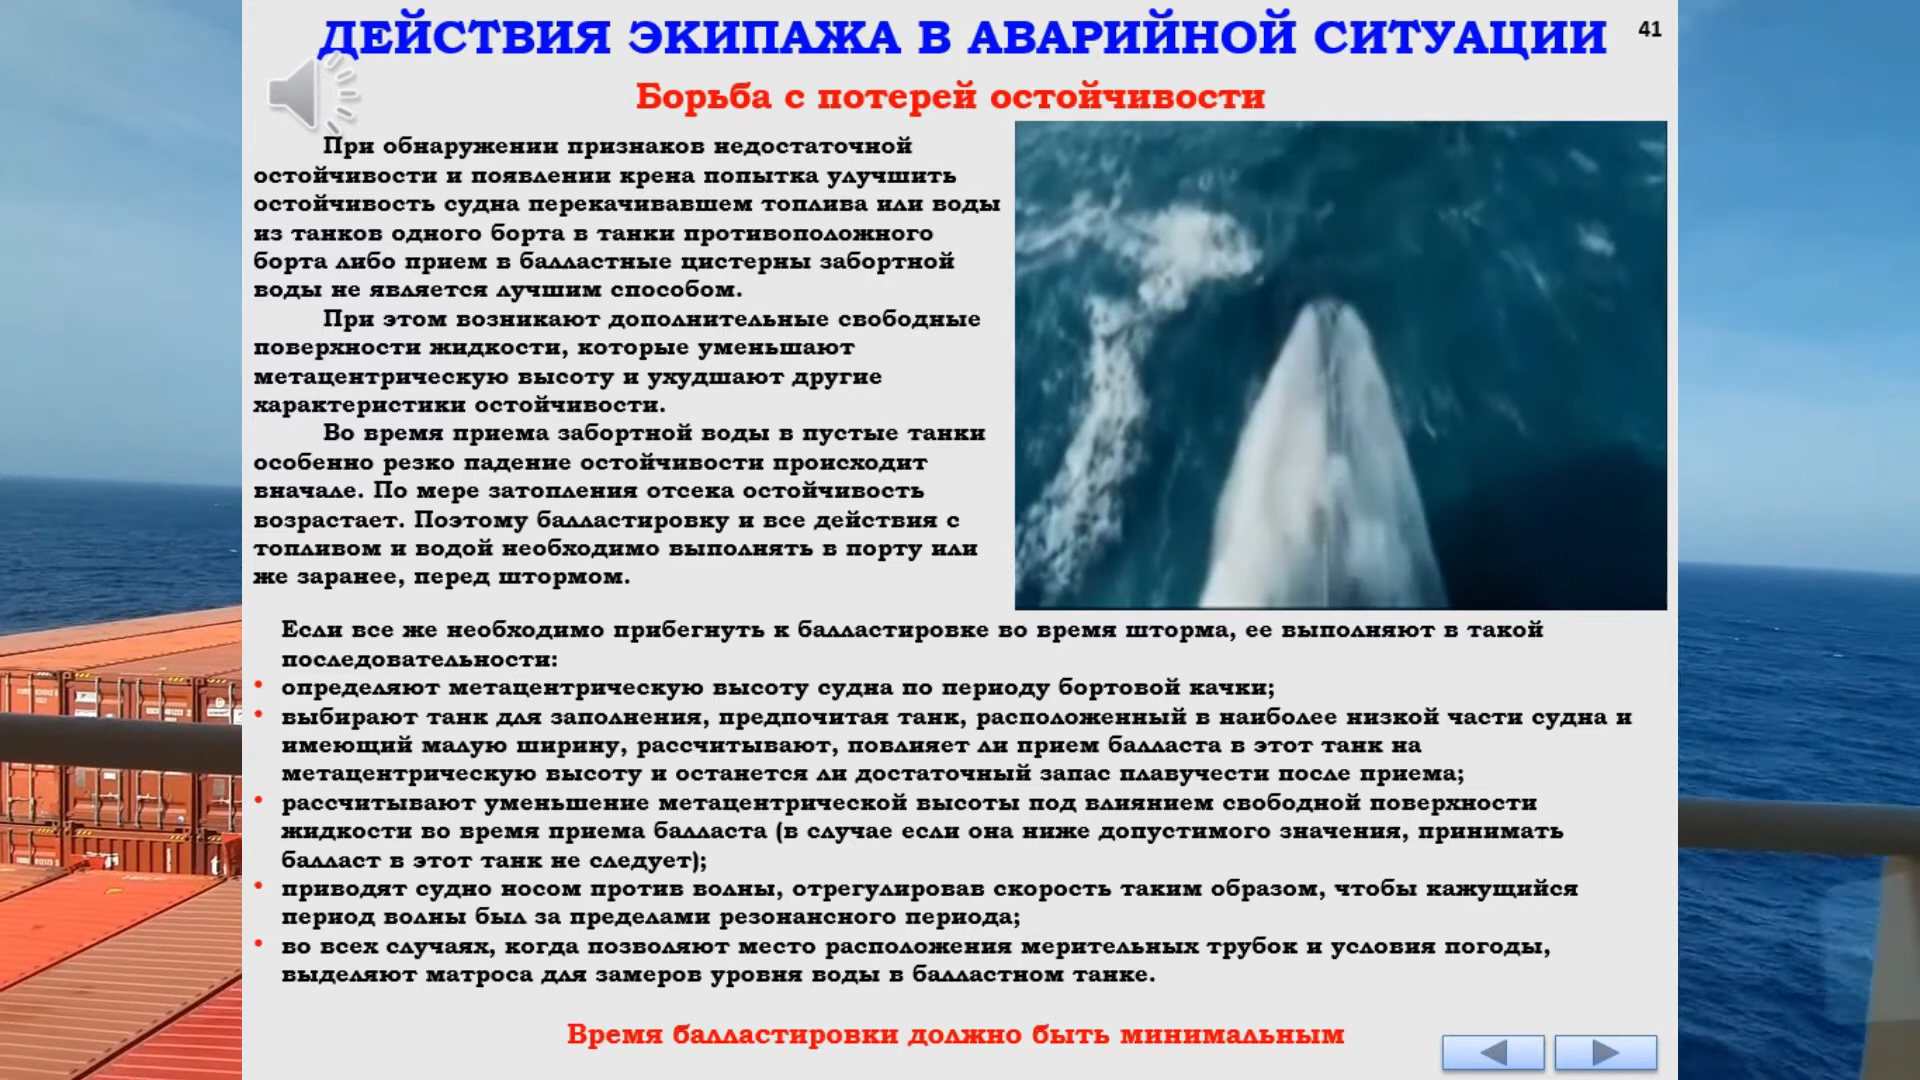 ДЕЙСТВИЯ ЭКИПАЖА В АВАРИЙНОЙ СИТУАЦИИ
41
Борьба с потерей остойчивости
При обнаружении признаков недостаточной
остойчивости и появлении крена попытка улучшить
остойчивость судна перекачивавшем топлива или воды
из танков одного борта в танки противоположного
борта либо прием в балластные цистерны забортной
воды не является лучшим способом.
При этом возникают дополнительные свободные
поверхности жидкости, которые уменьшают
метацентрическую высоту и ухудшают другие
характеристики остойчивости.
Во время приема забортной воды в пустые танки
особенно резко падение остойчивости происходит
вначале. По мере затопления отсека остойчивость
возрастает. Поэтому балластировку и все действия с
топливом и водой необходимо выполнять в порту или
же заранее, перед штормом.
Если все же необходимо прибегнуть к балластировке во время шторма, ее выполняют в такой
последовательности:
• определяют метацентрическую высоту судна по периоду бортовой качки;
• выбирают танк для заполнения, предпочитая танк, расположенный в наиболее низкой части судна и
имеющий малую ширину, рассчитывают, повлияет ли прием балласта в этот танк на
метацентрическую высоту и останется ли достаточный запас плавучести после приема;
• рассчитывают уменьшение метацентрической высоты под влиянием свободной поверхности
жидкости во время приема балласта (в случае если она ниже допустимого значения, принимать
балласт в этот танк не следует);
• приводят судно носом против волны, отрегулировав скорость таким образом, чтобы кажущийся
период волны был за пределами резонансного периода;
• во всех случаях, когда позволяют место расположения мерительных трубок и условия погоды,
выделяют матроса для замеров уровня воды в балластном танке.
Время балластировки должно быть минимальным